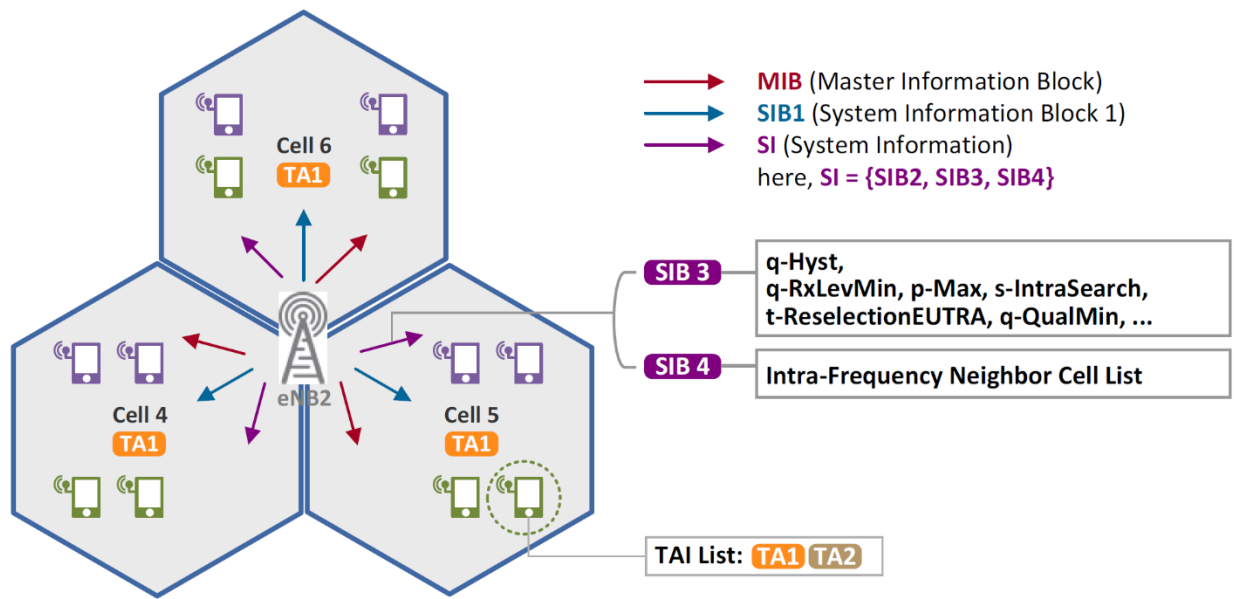 MIB (Master Information Block)
SIB1 (System Information Block 1)
SI (System Information)
here, SI = {SIB2, SIB3, SIB4}
Cell 6
TA1
SIB 3
q-Hyst,
q-RxLevMin, p-Max, s-IntraSearch,
t-ReselectionEUTRA, q-QualMin, ...
SIB 4
Intra-Frequency Neighbor Cell List
eNB2
Cell 4
TA1
Cell 5
TA1
TAI List: TA1 TA2